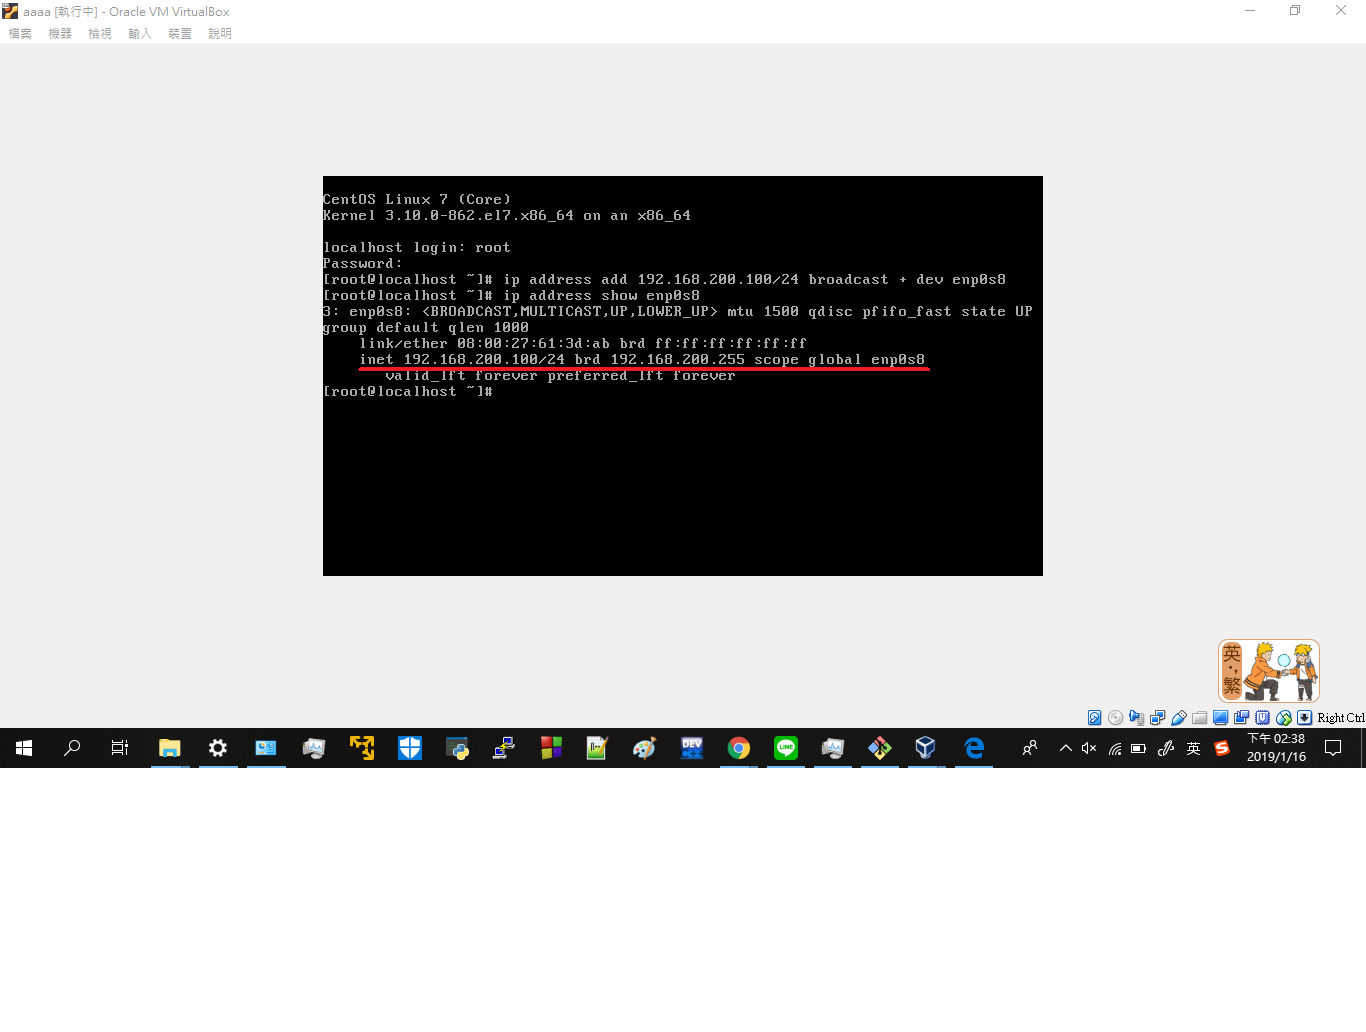 aaaa [執行中] - Oracle VM VirtualBox
檔案 機器 檢視 輸入 裝置 說明
CentOS Linux 7 (Core)
Kernel 3.10.0-862.el7.x86_64 on an x86_64
localhost login: root
Password:
[root@localhost ~]# ip address add 192.168.200.100/24 broadcast + dev enp0s8
[root@localhost ~]# ip address show enp0s8
3: enp0s8: <BROADCAST,MULTICAST,UP,LOWER_UP> mtu 1500 qdisc pfifo_fast state UP
group default qlen 1000
link/ether 08:00:27:61:3d:ab brd ff:ff:ff:ff:ff:ff
inet 192.168.200.100/24 brd 192.168.200.255 scope global enp0s8
valid_lft forever preferred_lft forever
[root@localhost ~]#
英
·,
繁
Right Ctrl
DEV
LINE
英
下午 02:38
2019/1/16